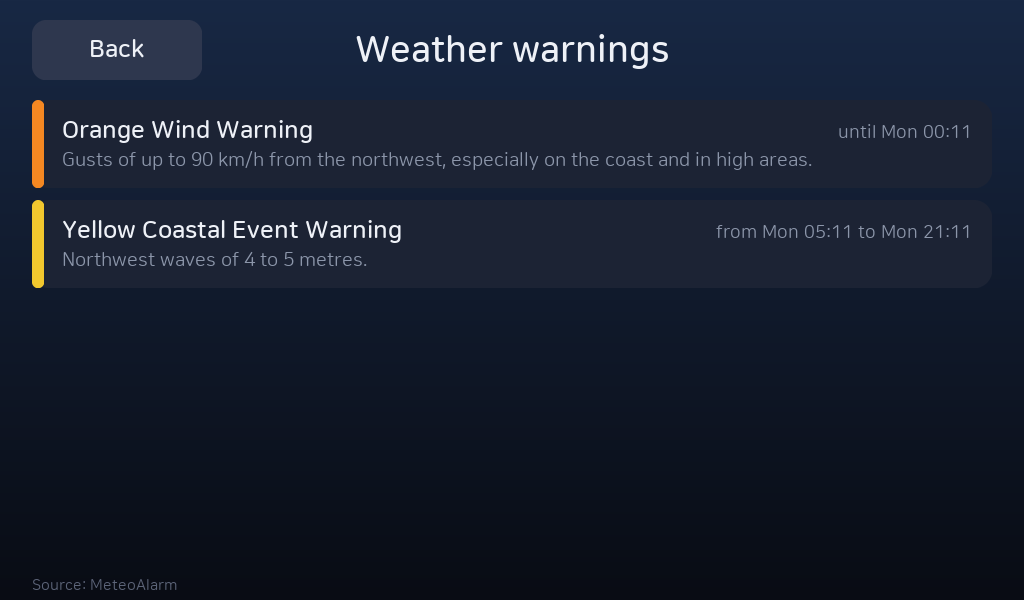 Back
Weather warnings
Orange Wind Warning
until Mon 00:11
Gusts of up to 90 km/h from the northwest, especially on the coast and in high areas.
Yellow Coastal Event Warning
from Mon 05:11 to Mon 21:11
Northwest waves of 4 to 5 metres.
Source: MeteoAlarm